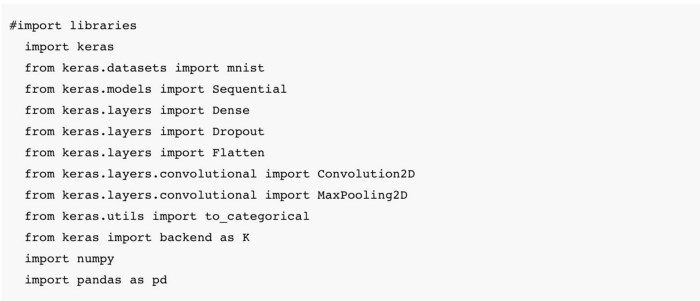 #import libraries
import keras
from keras.datasets import mnist
from keras.models import Sequential
from keras.layers import Dense
from keras.layers import Dropout
from keras.layers import Flatten
from keras.layers.convolutional import Convolution2D
from keras.layers.convolutional import MaxPooling2D
from keras.utils import to_categorical
from keras import backend as K
import numpy
import pandas as pd